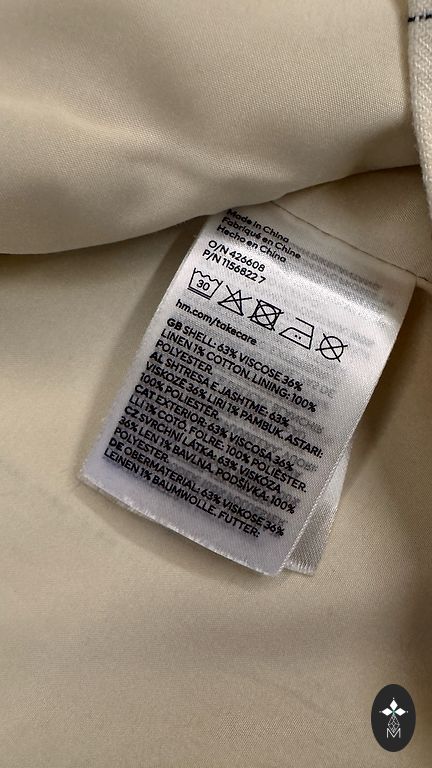 Made in China
Fabriqué en Chine
Hecho en China
O/N 426608
P/N 1156822 7
30
hm.com/takecare
GB SHELL: 63% VISCOSE 36%
LINEN 1% COTTON. LINING: 100%
POLYESTER.
AL SHTRESA E JASHTME: 63%
VISKOZE 36% LIRI 1% PAMBUK. ASTARI:
100% POLIESTER.
CAT EXTERIOR: 63% VISCOSA 36%
LLI 1% COTÓ. FOLRE: 100% POLIÈSTER.
CZ SVRCHNÍ LÁTKA: 63% VISKÓZA
36% LEN 1% BAVLNA. PODŠÍVKA: 100%
POLYESTER.
DE OBERMATERIAL: 63% VISKOSE 36%
LEINEN 1% BAUMWOLLE. FUTTER: